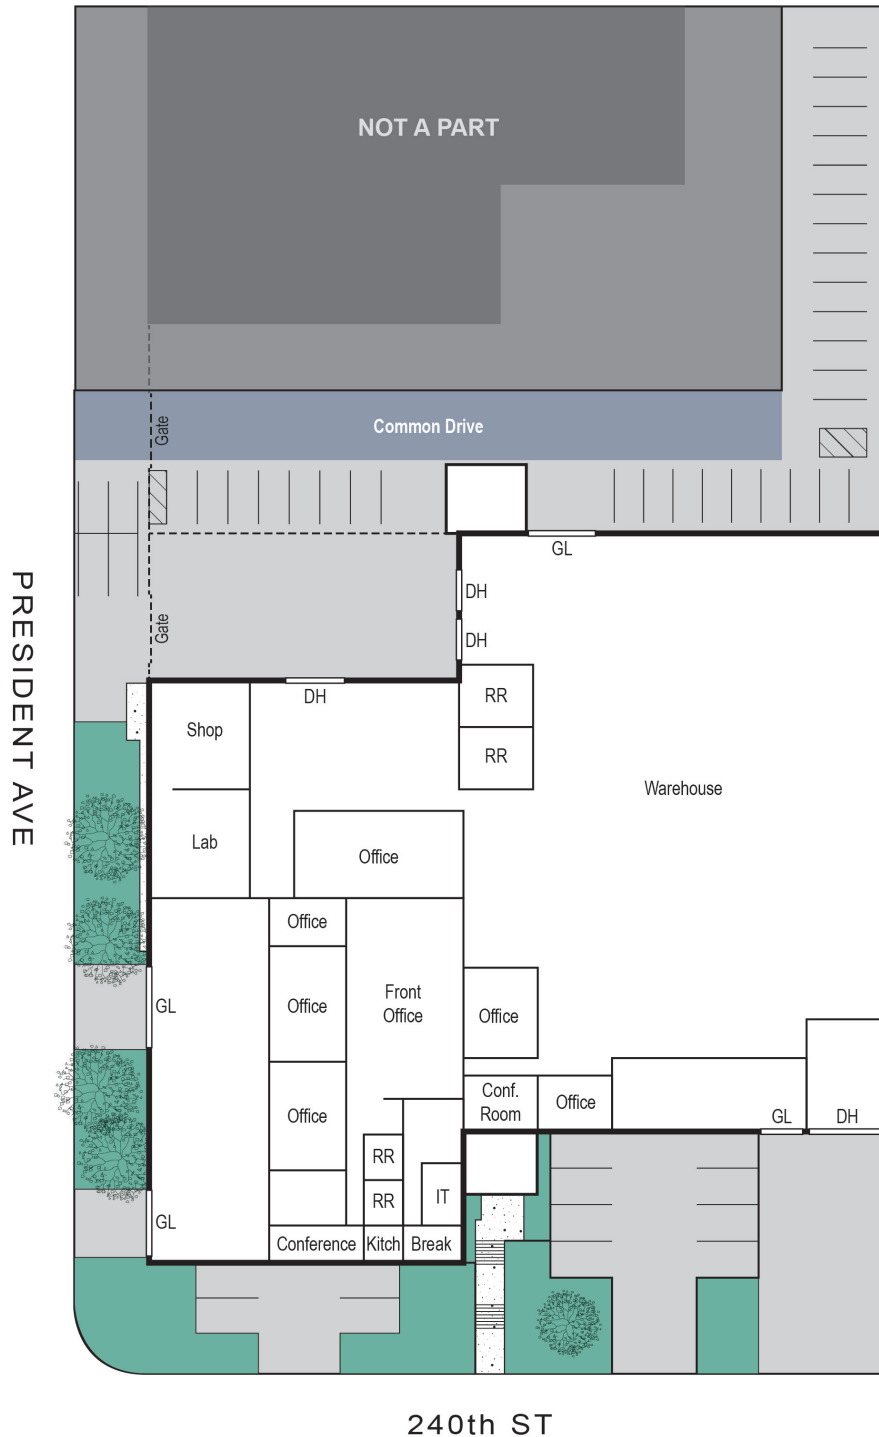 NOT A PART
Common Drive
Gate
GL
DH
DH
Gate
DH
RR
RR
Shop
Warehouse
Lab
Office
Office
Office
Front
Office
Office
GL
Conf.
Room
Office
Office
GL
DH
RR
RR
IT
GL
Conference
Kitch
Break
PRESIDENT AVE
240th ST